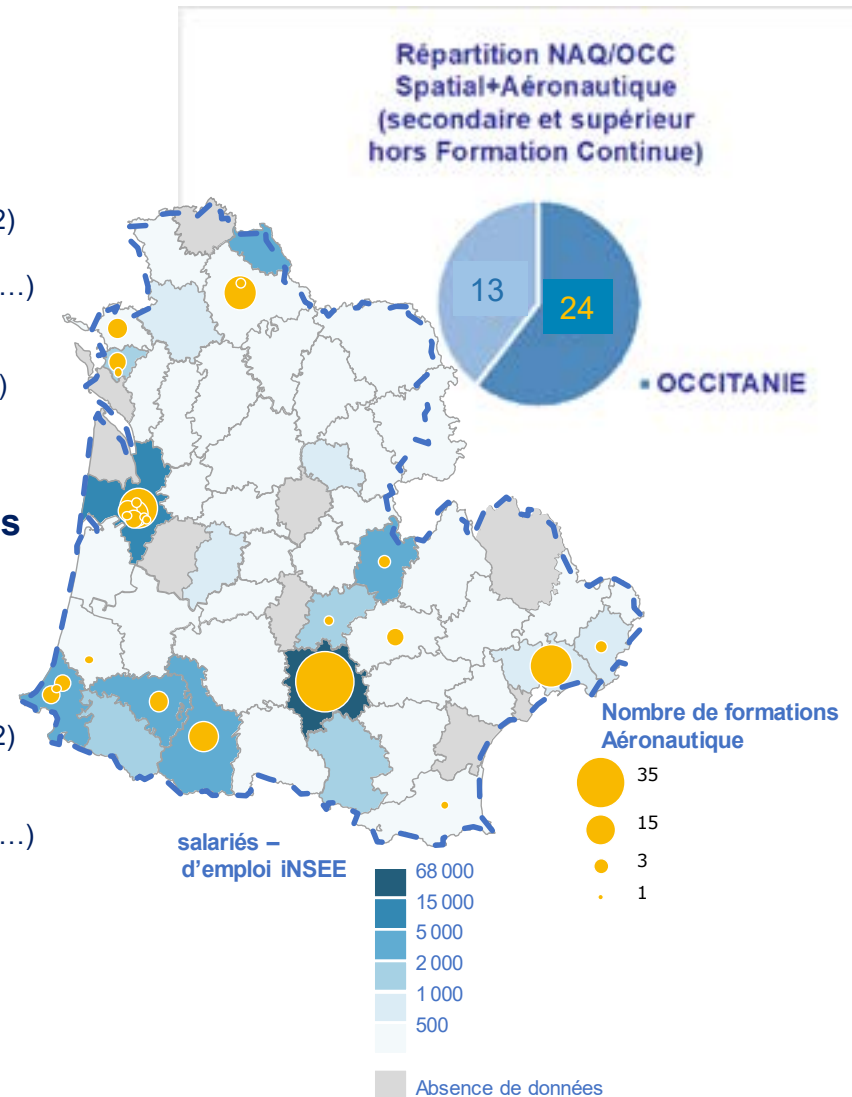 Répartition NAQ/OCC
Spatial+Aéronautique
(secondaire et supérieur
hors Formation Continue)
13
24
OCCITANIE
2)
…)
)
s
2)
…)
Nombre de formations
Aéronautique
35
15
3
1
salariés –
d'emploi iNSEE
68 000
15 000
5 000
2 000
1 000
500
Absence de données